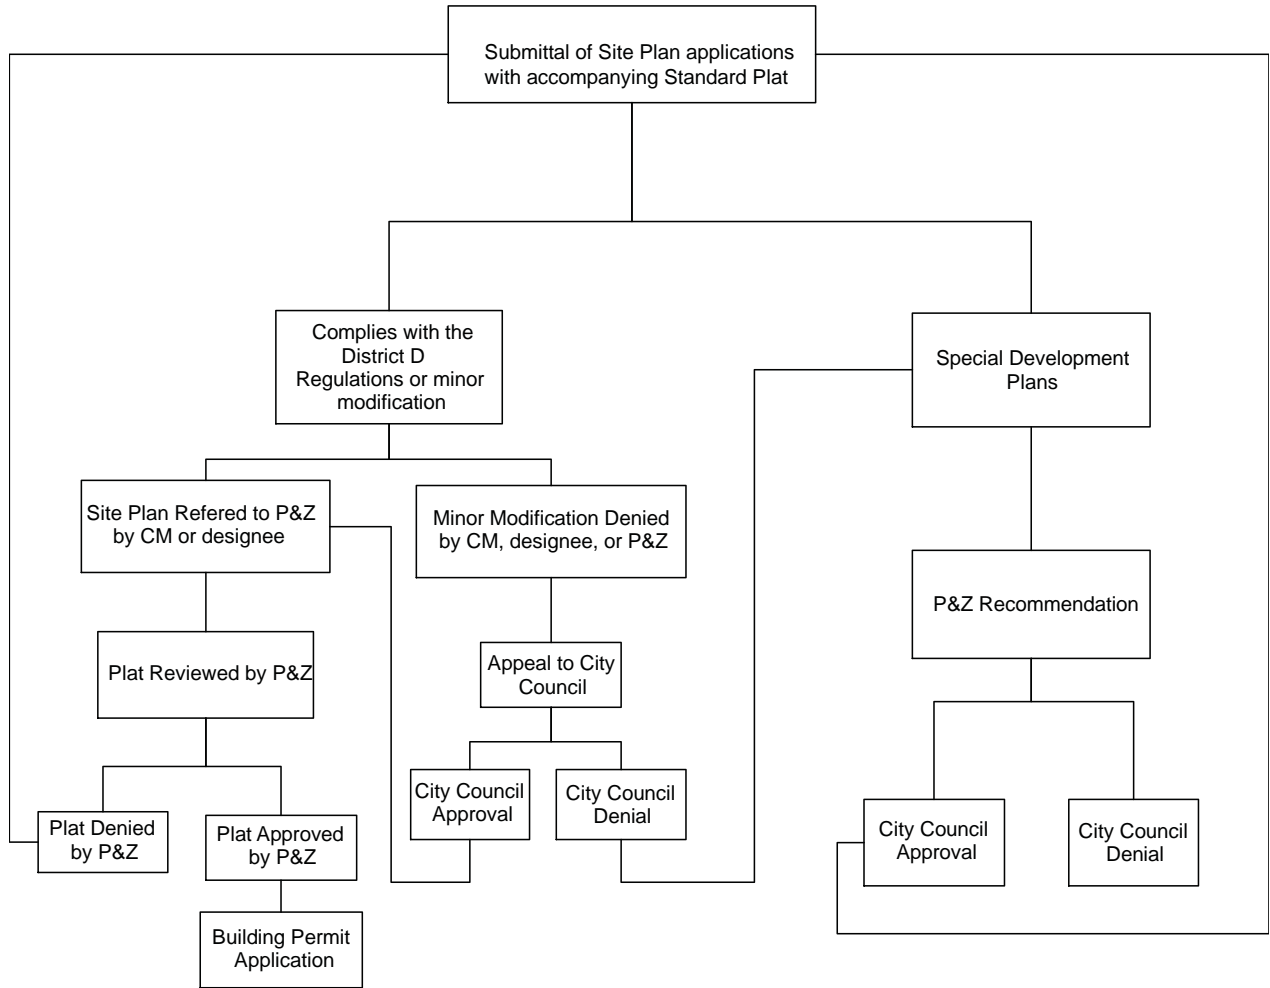 Submittal of Site Plan applications
with accompanying Standard Plat
Complies with the
District D
Regulations or minor
modification
Special Development
Plans
Site Plan Refered to P&Z
by CM or designee
Minor Modification Denied
by CM, designee, or P&Z
P&Z Recommendation
Plat Reviewed by P&Z
Appeal to City
Council
City Council
Approval
City Council
Denial
Plat Denied
by P&Z
Plat Approved
by P&Z
City Council
Approval
City Council
Denial
Building Permit
Application